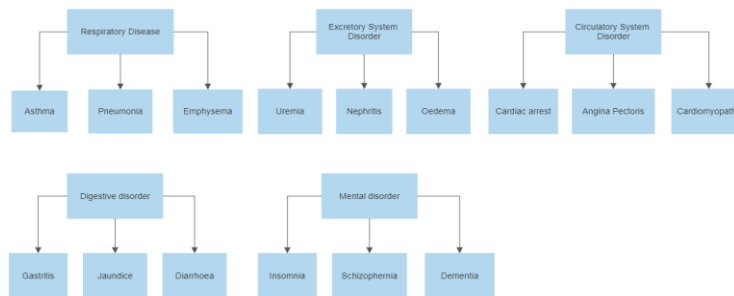 Respiratory Disease
Excretory System
Disorder
Circulatory System
Disorder
Asthma
Pneumonia
Emphysema
Uremia
Nephritis
Oedema
Cardiac arrest
Angina Pectoris
Cardiomyopath
Digestive disorder
Mental disorder
Gastritis
Jaundice
Diarrhoea
Insomnia
Schizophernia
Dementia